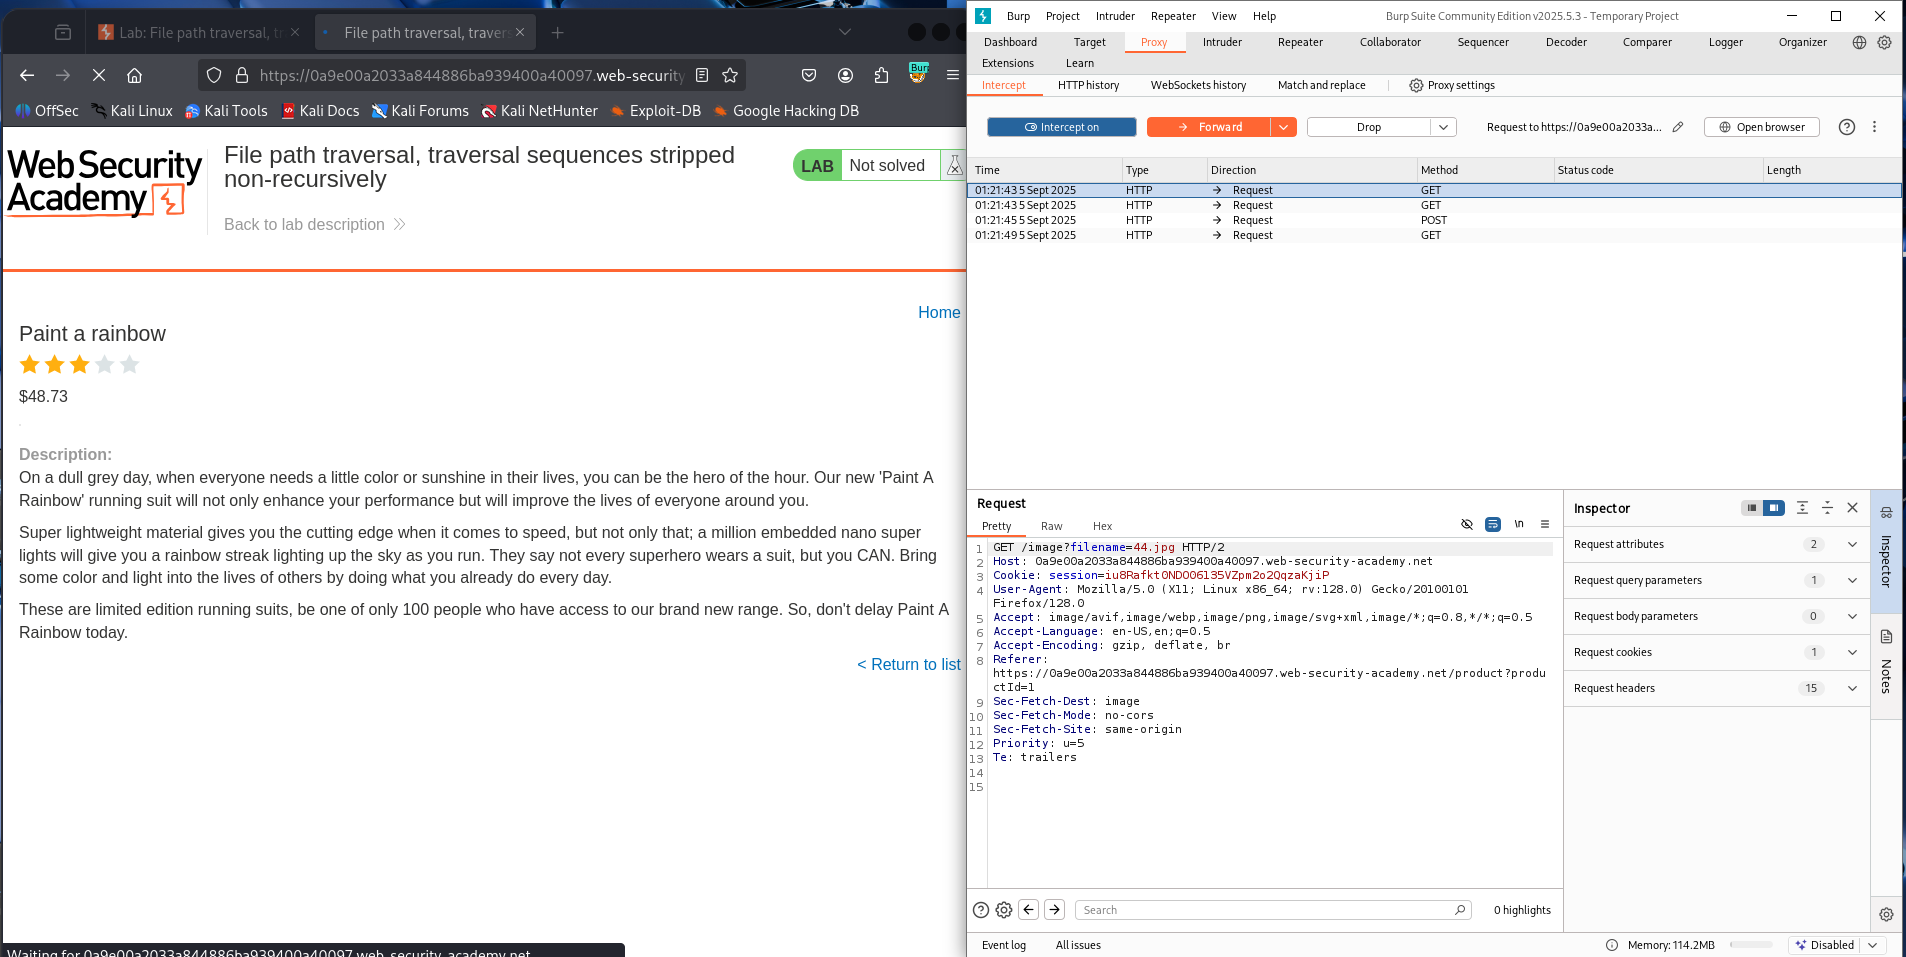 Lab: File path traversal, tr
File path traversal, traver
https://0a9e00a2033a844886ba939400a40097.web-security
Burp
OffSec
Kali Linux
Kali Tools
Kali Docs
Kali Forums
Kali NetHunter
Exploit-DB
Google Hacking DB
WebSecurity
Academy
File path traversal, traversal sequences stripped
non-recursively
Back to lab description
LAB
Not solved
Home
Paint a rainbow
$48.73
Description:
On a dull grey day, when everyone needs a little color or sunshine in their lives, you can be the hero of the hour. Our new 'Paint A
Rainbow' running suit will not only enhance your performance but will improve the lives of everyone around you.
Super lightweight material gives you the cutting edge when it comes to speed, but not only that; a million embedded nano super
lights will give you a rainbow streak lighting up the sky as you run. They say not every superhero wears a suit, but you CAN. Bring
some color and light into the lives of others by doing what you already do every day.
These are limited edition running suits, be one of only 100 people who have access to our brand new range. So, don't delay Paint A
Rainbow today.
< Return to list
Waiting for 0a9e00a2033a844886ba939400a40097.web-security-academy.net
Burp Project Intruder Repeater View Help
Burp Suite Community Edition v2025.5.3 - Temporary Project
Dashboard Target Proxy Intruder Repeater Collaborator Sequencer Decoder Comparer Logger Organizer
Extensions Learn
Intercept HTTP history WebSockets history Match and replace Proxy settings
Intercept on Forward Drop Request to https://0a9e00a2033a... Open browser
Time Type Direction Method Status code Length
01:21:43 5 Sept 2025 HTTP → Request GET
01:21:43 5 Sept 2025 HTTP → Request GET
01:21:45 5 Sept 2025 HTTP → Request POST
01:21:49 5 Sept 2025 HTTP → Request GET
Request
Pretty Raw Hex
\n
1 GET /image?filename=44.jpg HTTP/2
2 Host: 0a9e00a2033a844886ba939400a40097.web-security-academy.net
3 Cookie: session=iu8Rafkt0NDOO6l35VZpm2o2QqzaKjiP
4 User-Agent: Mozilla/5.0 (X11; Linux x86_64; rv:128.0) Gecko/20100101
Firefox/128.0
5 Accept: image/avif,image/webp,image/png,image/svg+xml,image/*;q=0.8,*/*;q=0.5
6 Accept-Language: en-US,en;q=0.5
7 Accept-Encoding: gzip, deflate, br
8 Referer:
https://0a9e00a2033a844886ba939400a40097.web-security-academy.net/product?produ
ctId=1
9 Sec-Fetch-Dest: image
10 Sec-Fetch-Mode: no-cors
11 Sec-Fetch-Site: same-origin
12 Priority: u=5
13 Te: trailers
14
15
Search
0 highlights
Inspector
Request attributes 2
Request query parameters 1
Request body parameters 0
Request cookies 1
Request headers 15
Inspector
Notes
Event log All issues
Memory: 114.2MB
Disabled